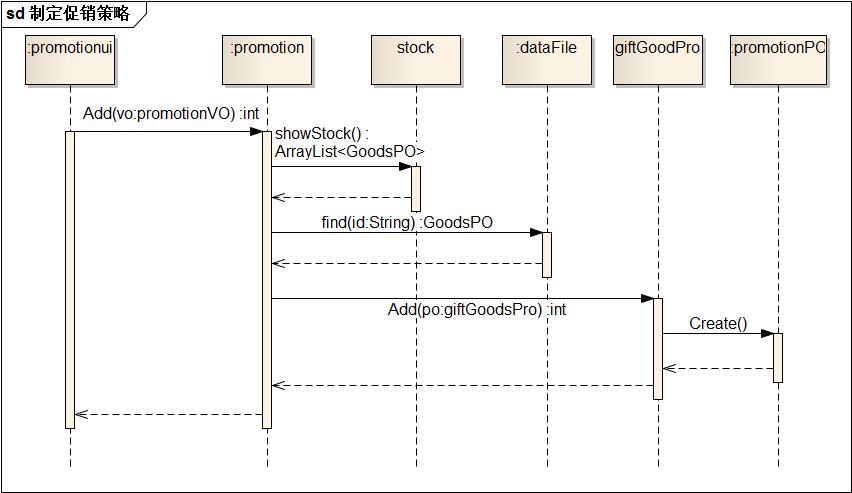 sd 制定促销策略
:promotionui
:promotion
stock
:dataFile
giftGoodPro
:promotionPO
Add(vo:promotionVO) :int
showStock() :
ArrayList<GoodsPO>
find(id:String) :GoodsPO
Add(po:giftGoodsPro) :int
Create()